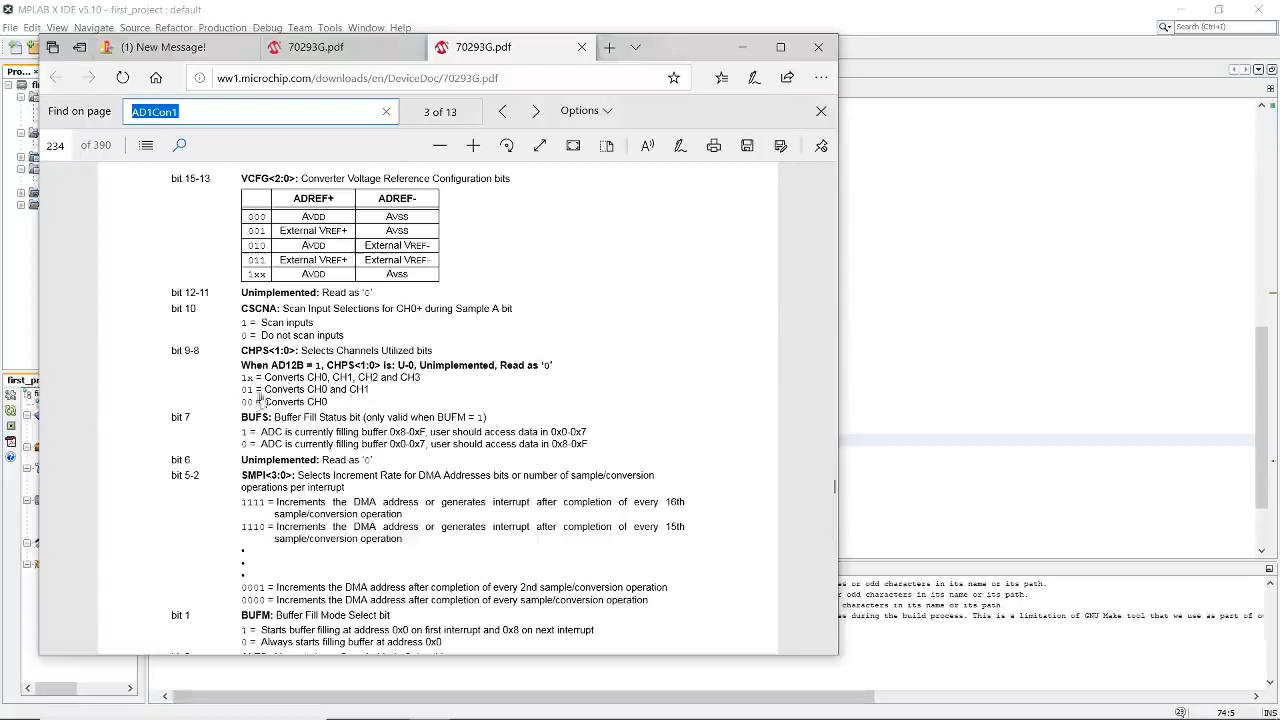 MPLAB X IDE v5.10 - first_project : default
File Edit View Navigate Source Refactor Production Debug Team Tools Window Help
Search (Ctrl+I)
Pro...
(1) New Message!
70293G.pdf
70293G.pdf
ww1.microchip.com/downloads/en/DeviceDoc/70293G.pdf
Find on page
AD1Con1
3 of 13
Options
234 of 390
bit 15-13 VCFG<2:0>: Converter Voltage Reference Configuration bits
ADREF+ ADREF-
000 AVDD AVSS
001 External VREF+ AVSS
010 AVDD External VREF-
011 External VREF+ External VREF-
1xx AVDD AVss
bit 12-11 Unimplemented: Read as ‘0’
bit 10 CSCNA: Scan Input Selections for CH0+ during Sample A bit
1 = Scan inputs
0 = Do not scan inputs
bit 9-8 CHPS<1:0>: Selects Channels Utilized bits
When AD12B = 1, CHPS<1:0> is: U-0, Unimplemented, Read as ‘0’
1x = Converts CH0, CH1, CH2 and CH3
01 = Converts CH0 and CH1
00 = Converts CH0
bit 7 BUFS: Buffer Fill Status bit (only valid when BUFM = 1)
1 = ADC is currently filling buffer 0x8-0xF, user should access data in 0x0-0x7
0 = ADC is currently filling buffer 0x0-0x7, user should access data in 0x8-0xF
bit 6 Unimplemented: Read as ‘0’
bit 5-2 SMPI<3:0>: Selects Increment Rate for DMA Addresses bits or number of sample/conversion
operations per interrupt
1111 = Increments the DMA address or generates interrupt after completion of every 16th
sample/conversion operation
1110 = Increments the DMA address or generates interrupt after completion of every 15th
sample/conversion operation
0001 = Increments the DMA address after completion of every 2nd sample/conversion operation
0000 = Increments the DMA address after completion of every sample/conversion operation
bit 1 BUFM: Buffer Fill Mode Select bit
1 = Starts buffer filling at address 0x0 on first interrupt and 0x8 on next interrupt
0 = Always starts filling buffer at address 0x0
first_pr...
es or odd characters in its name or its path.
or odd characters in its name or its path.
characters in its name or its path
es during the build process. This is a limitation of GNU Make tool that we use as part of
74:5 INS